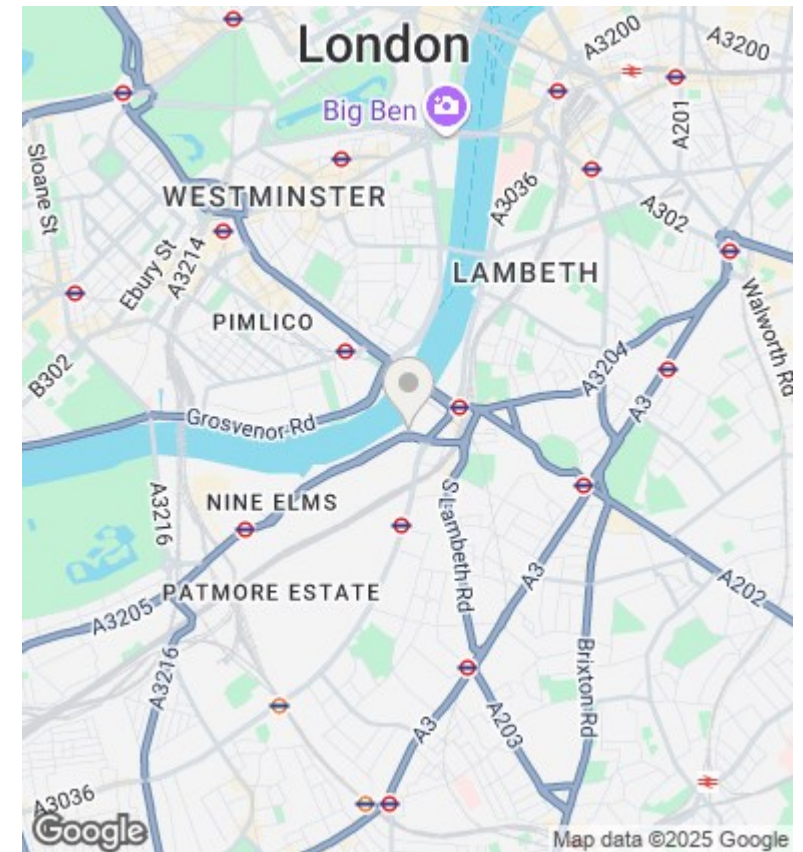 London
A3200
A3200
Big Ben
A201
Sloane St
A3036
WESTMINSTER
A302
Ebury St
A3214
LAMBETH
Walworth Rd
PIMLICO
B302
A3204
A3
Grosvenor Rd
A3216
NINE ELMS
S Lambeth Rd
A3
A202
PATMORE ESTATE
A3205
A3216
Brixton Rd
A203
A3
A3036
Google
Map data ©2025 Google